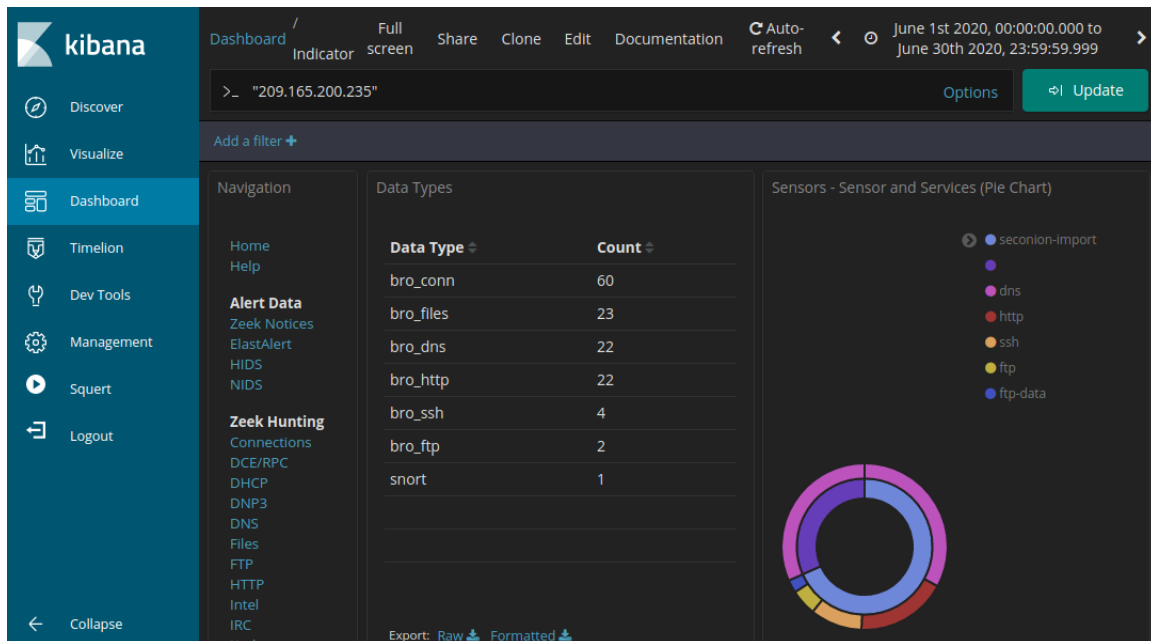 kibana
Discover
Visualize
Dashboard
Timelion
Dev Tools
Management
Squert
Logout
Collapse
Dashboard / Indicator
Full screen
Share
Clone
Edit
Documentation
Auto-refresh
June 1st 2020, 00:00:00.000 to
June 30th 2020, 23:59:59.999
>_ "209.165.200.235"
Options
Update
Add a filter +
Navigation
Home
Help
Alert Data
Zeek Notices
ElastAlert
HIDS
NIDS
Zeek Hunting
Connections
DCE/RPC
DHCP
DNP3
DNS
Files
FTP
HTTP
Intel
IRC
Data Types
Data Type Count
bro_conn 60
bro_files 23
bro_dns 22
bro_http 22
bro_ssh 4
bro_ftp 2
snort 1
Export: Raw Formatted
Sensors - Sensor and Services (Pie Chart)
seconion-import
dns
http
ssh
ftp
ftp-data